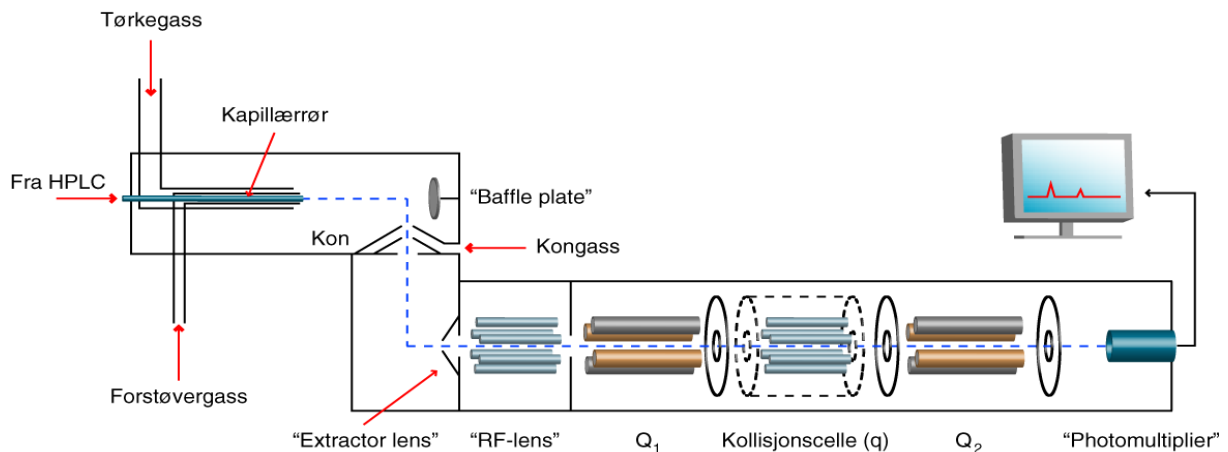 Tørkegass
Kapillærrør
Fra HPLC
“Baffle plate”
Kon
Kongass
Forstøvergass
“Extractor lens”
“RF-lens”
Q₁
Kollisjonscelle (q)
Q₂
“Photomultiplier”